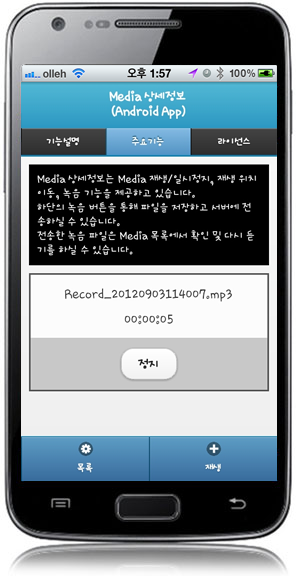 olleh 오후 1:57 100%
Media 상세정보
(Android App)
기능설명 주요기능 라이선스
Media 상세정보는 Media 재생/일시정지, 재생 위치
이동, 녹음 기능을 제공하고 있습니다.
하단의 녹음 버튼을 통해 파일을 저장하고 서버에 전
송하실 수 있습니다.
전송한 녹음 파일은 Media 목록에서 확인 및 다시 듣
기를 하실 수 있습니다.
Record_20120903114007.mp3
00:00:05
정지
목록 재생